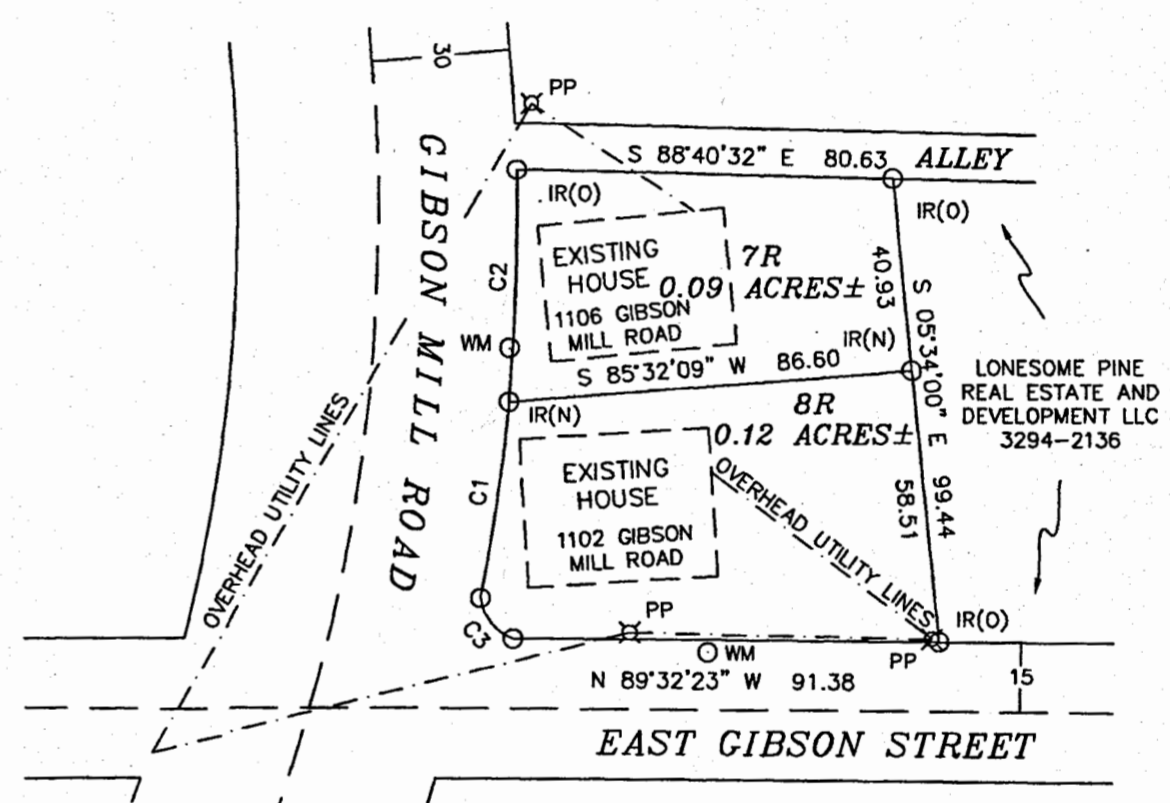 30
PP
GIBSON MILL ROAD
S 88°40'32" E 80.63
ALLEY
IR(O)
IR(O)
EXISTING
HOUSE
1106 GIBSON
MILL ROAD
7R
0.09 ACRES±
C2
40.93
S 05°34'00" E 99.44
WM
IR(N)
S 85°32'09" W 86.60
IR(N)
LONESOME PINE
REAL ESTATE AND
DEVELOPMENT LLC
3294-2136
8R
0.12 ACRES±
EXISTING
HOUSE
1102 GIBSON
MILL ROAD
C1
58.51
OVERHEAD UTILITY LINES
OVERHEAD UTILITY LINES
C3
PP
IR(O)
WM
PP
N 89°32'23" W 91.38
15
EAST GIBSON STREET